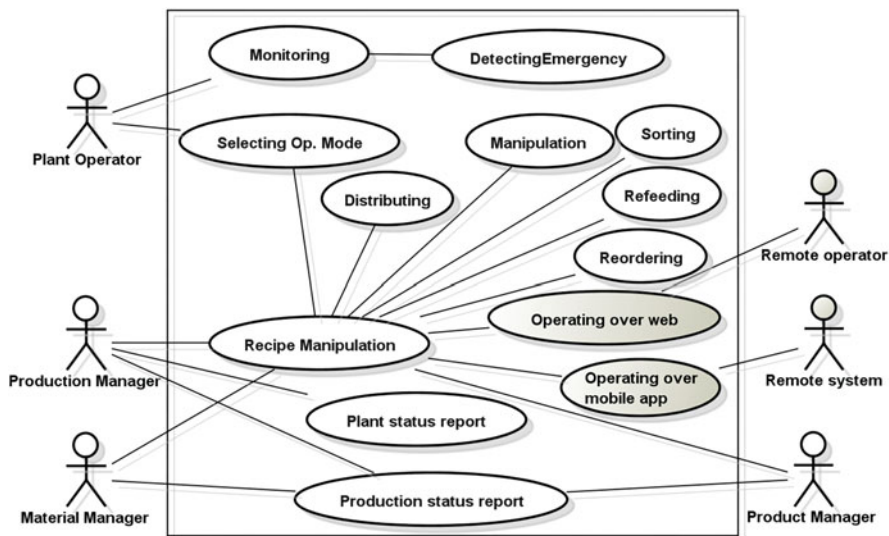 Monitoring
DetectingEmergency
Plant Operator
Selecting Op. Mode
Manipulation
Sorting
Distributing
Refeeding
Reordering
Remote operator
Operating over web
Recipe Manipulation
Production Manager
Operating over
mobile app
Remote system
Plant status report
Production status report
Material Manager
Product Manager